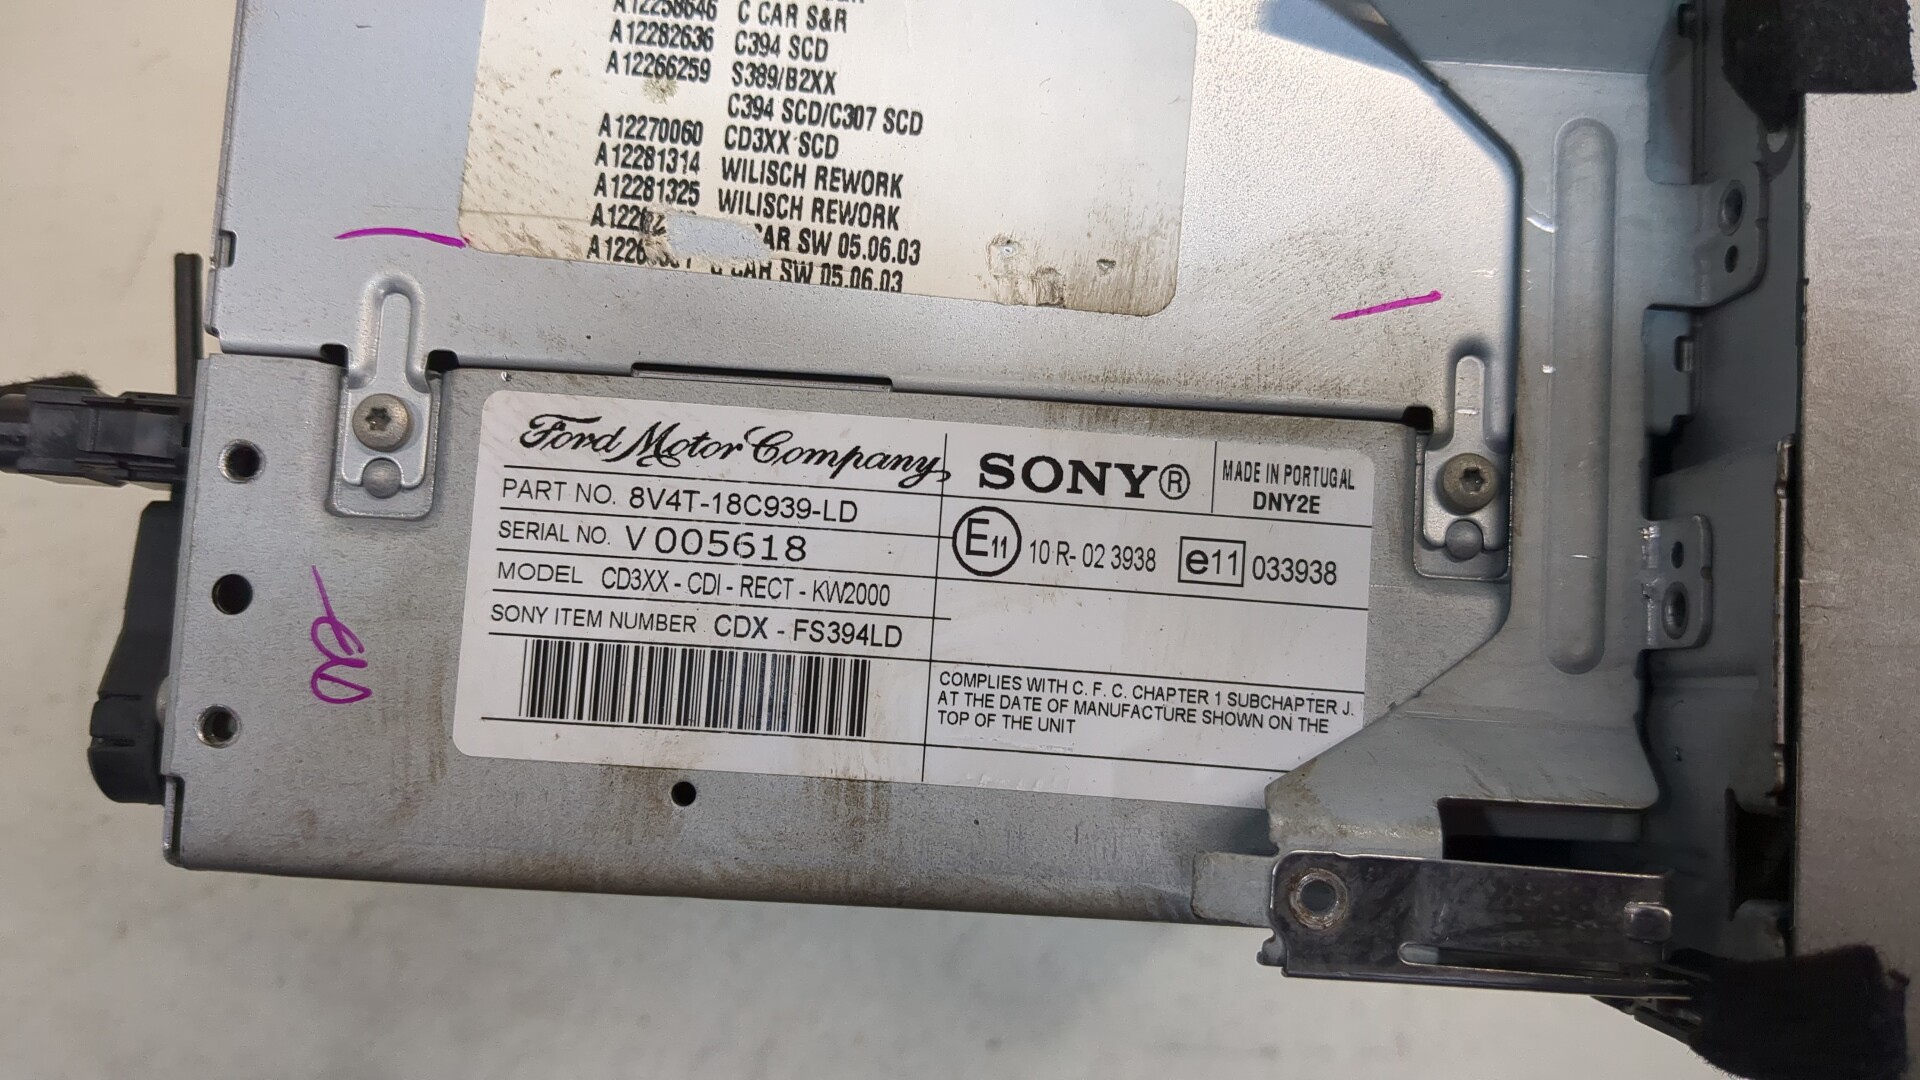 A12258646 C CAR S&R
A12282636 C394 SCD
A12266259 S389/B2XX
C394 SCD/C307 SCD
A12270060 CD3XX SCD
A12281314 WILISCH REWORK
A12281325 WILISCH REWORK
SW 05.06.03
CAR SW 05.06.03
Ford Motor Company,
SONY®
MADE IN PORTUGAL
DNY2E
PART NO. 8V4T-18C939-LD
SERIAL NO. V005618
E11 10 R- 02 3938 e11 033938
MODEL CD3XX - CDI - RECT - KW2000
SONY ITEM NUMBER CDX - FS394LD
COMPLIES WITH C. F. C. CHAPTER 1 SUBCHAPTER J.
AT THE DATE OF MANUFACTURE SHOWN ON THE
TOP OF THE UNIT